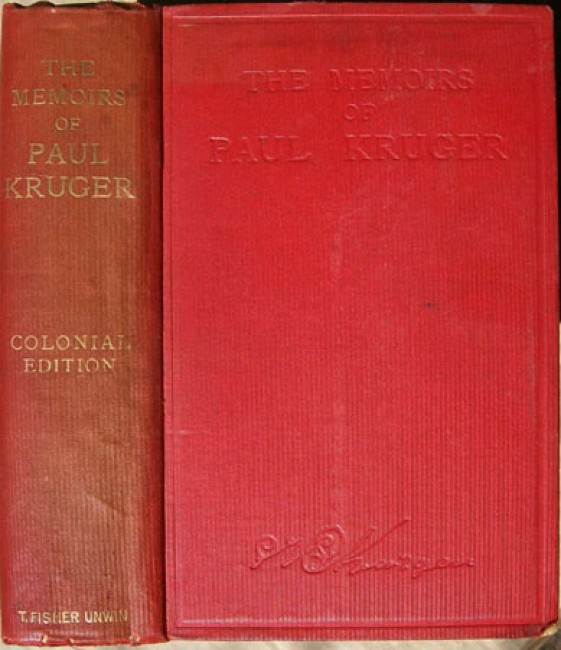 THE
MEMOIRS
OF
PAUL
KRUGER
COLONIAL
EDITION
T. FISHER UNWIN
THE MEMOIRS
OF
PAUL KRUGER